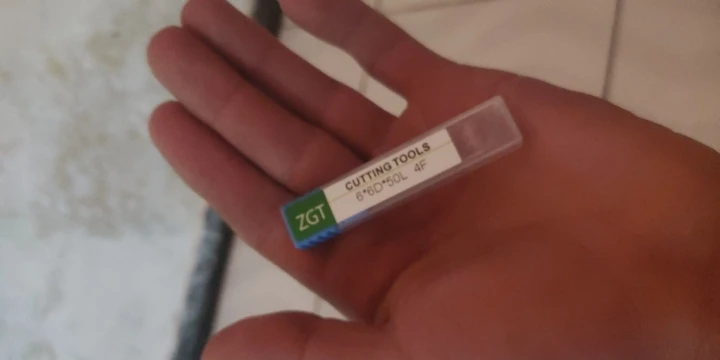 ZGT
CUTTING TOOLS
6*6D*50L 4F